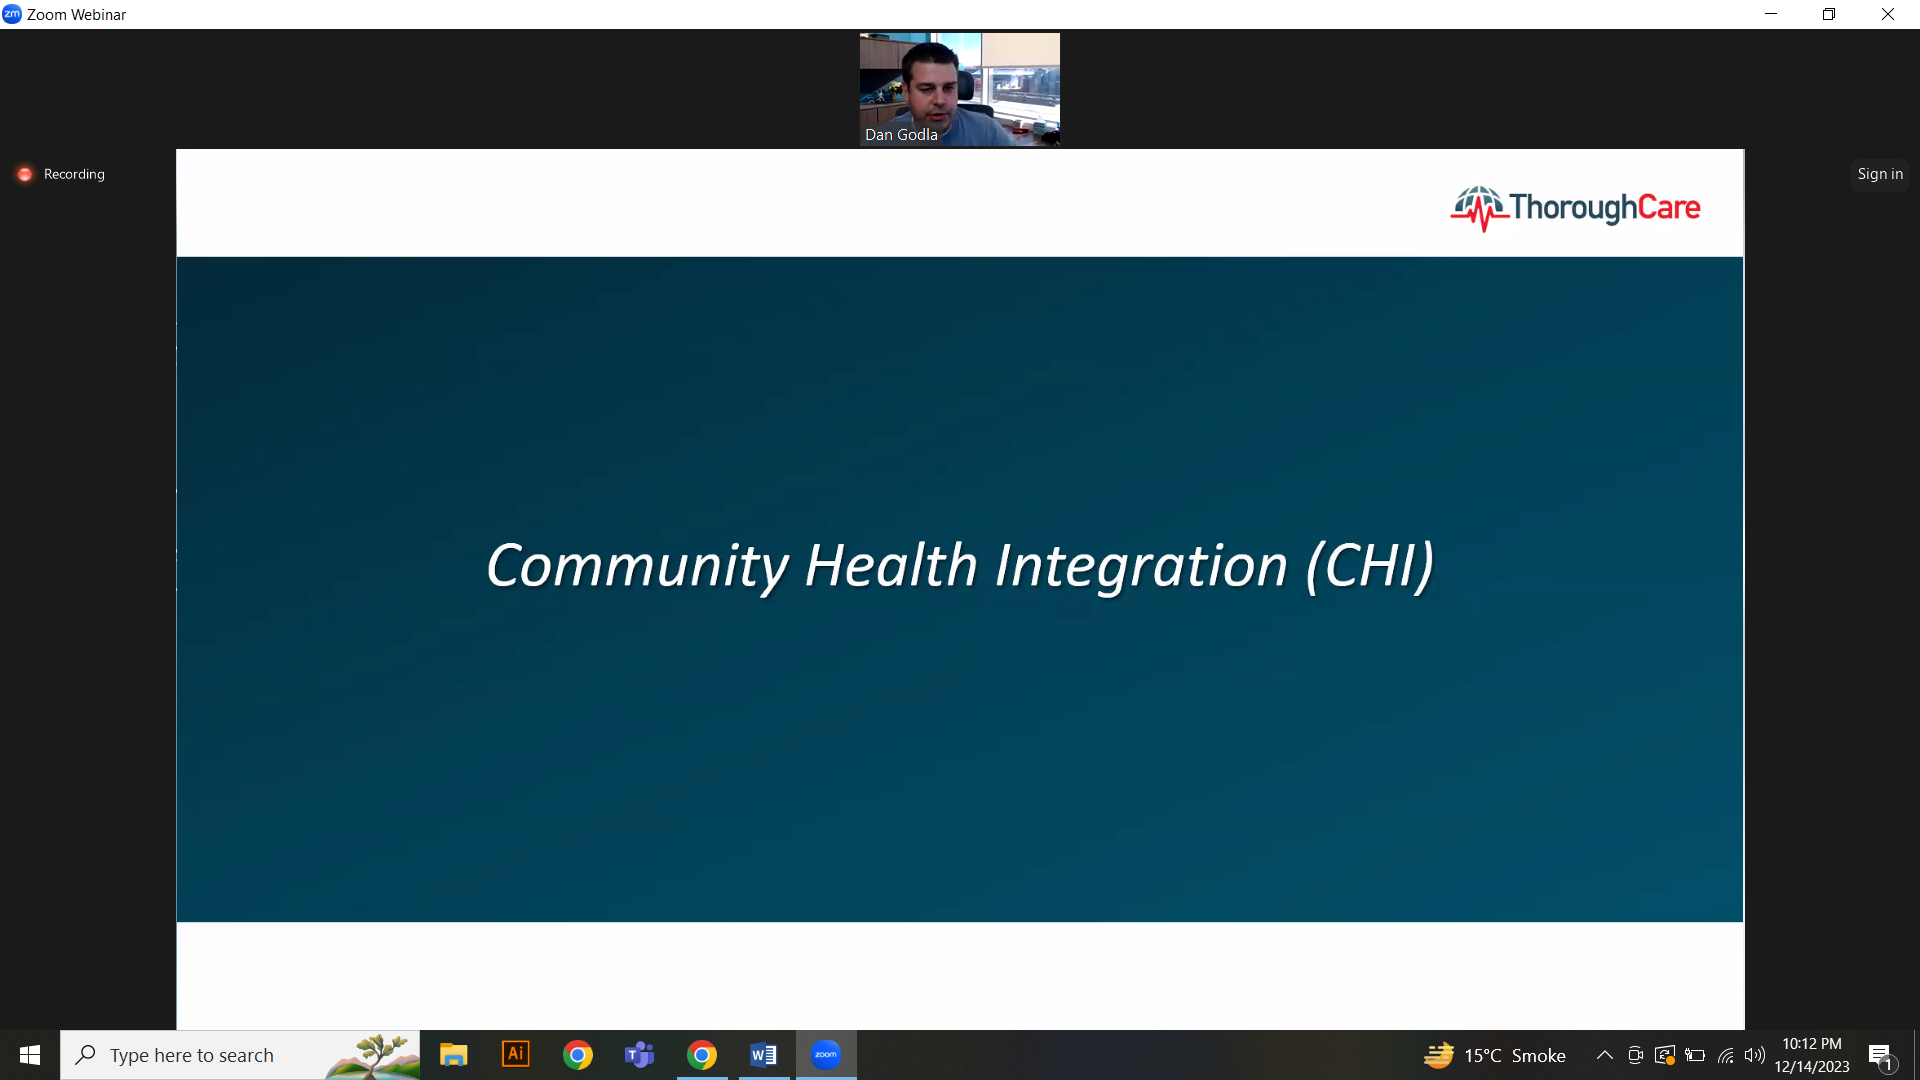 zm Zoom Webinar
Dan Godla
Recording
Sign in
ThoroughCare
Community Health Integration (CHI)
Type here to search
Ai
T
W
zoom
15°C Smoke
10:12 PM
12/14/2023
1